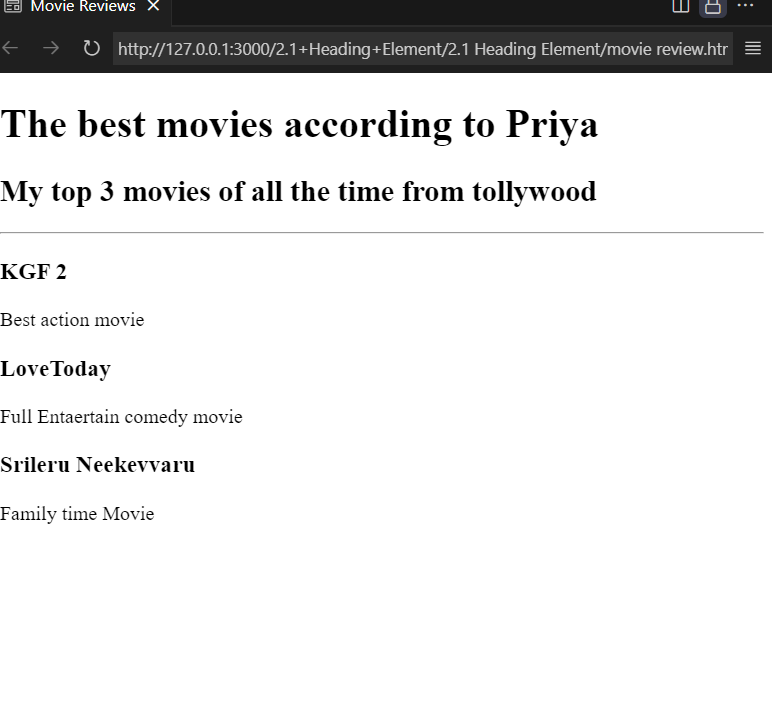 Movie Reviews
http://127.0.0.1:3000/2.1+Heading+Element/2.1 Heading Element/movie review.htr
The best movies according to Priya
My top 3 movies of all the time from tollywood
KGF 2
Best action movie
LoveToday
Full Entaertain comedy movie
Srileru Neekevvaru
Family time Movie